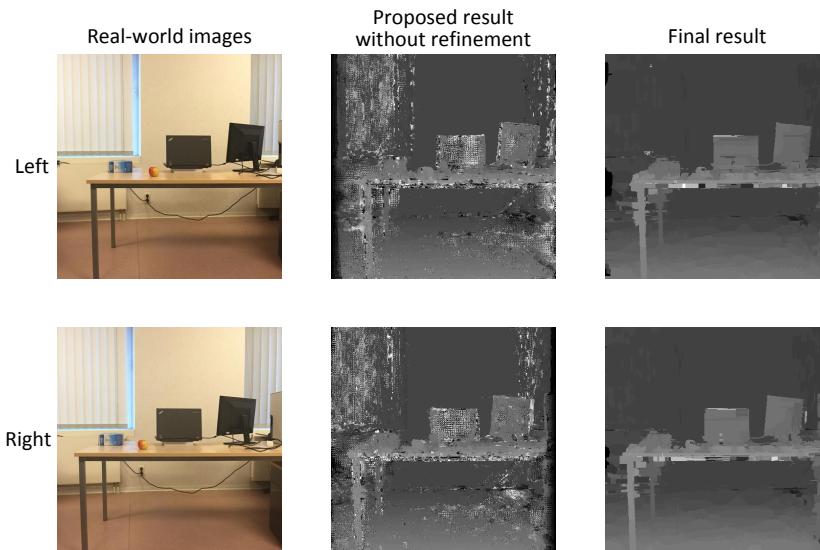 Real-world images
Proposed result
without refinement
Final result
Left
Right